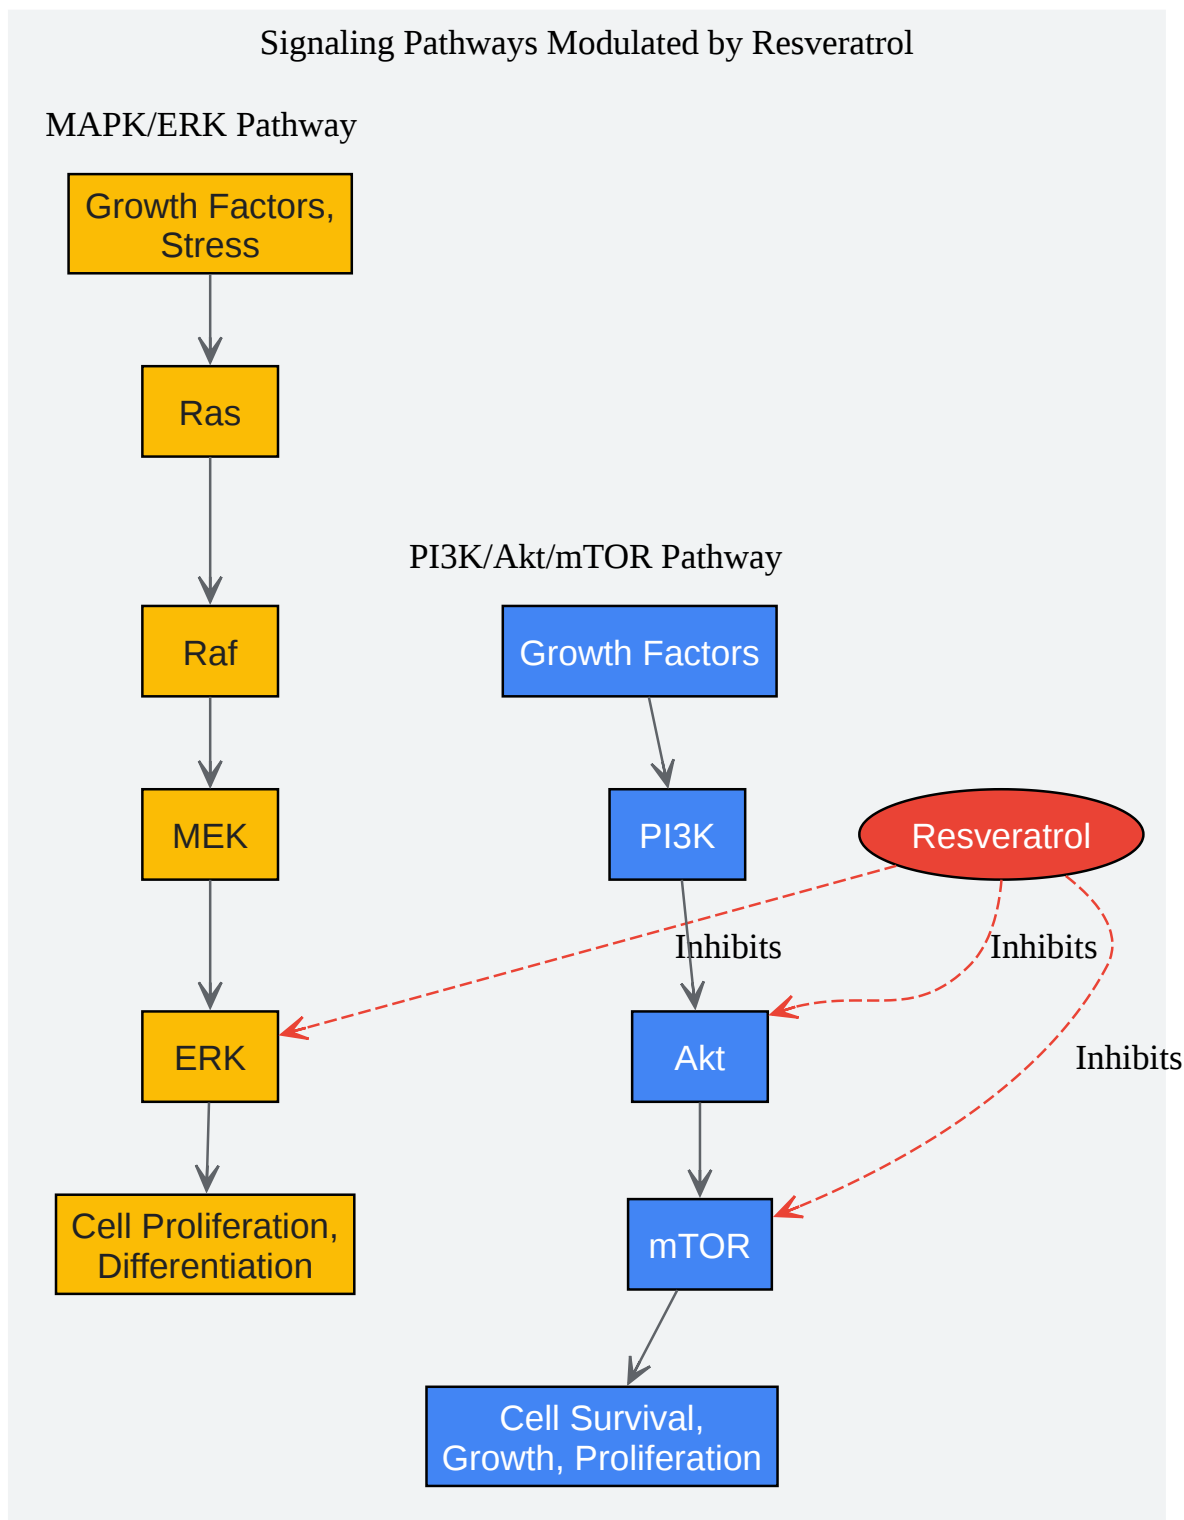 Signaling Pathways Modulated by Resveratrol
MAPK/ERK Pathway
Growth Factors,
Stress
Ras
Raf
MEK
ERK
Cell Proliferation,
Differentiation
PI3K/Akt/mTOR Pathway
Growth Factors
PI3K
Akt
mTOR
Cell Survival,
Growth, Proliferation
Resveratrol
Inhibits
Inhibits
Inhibits